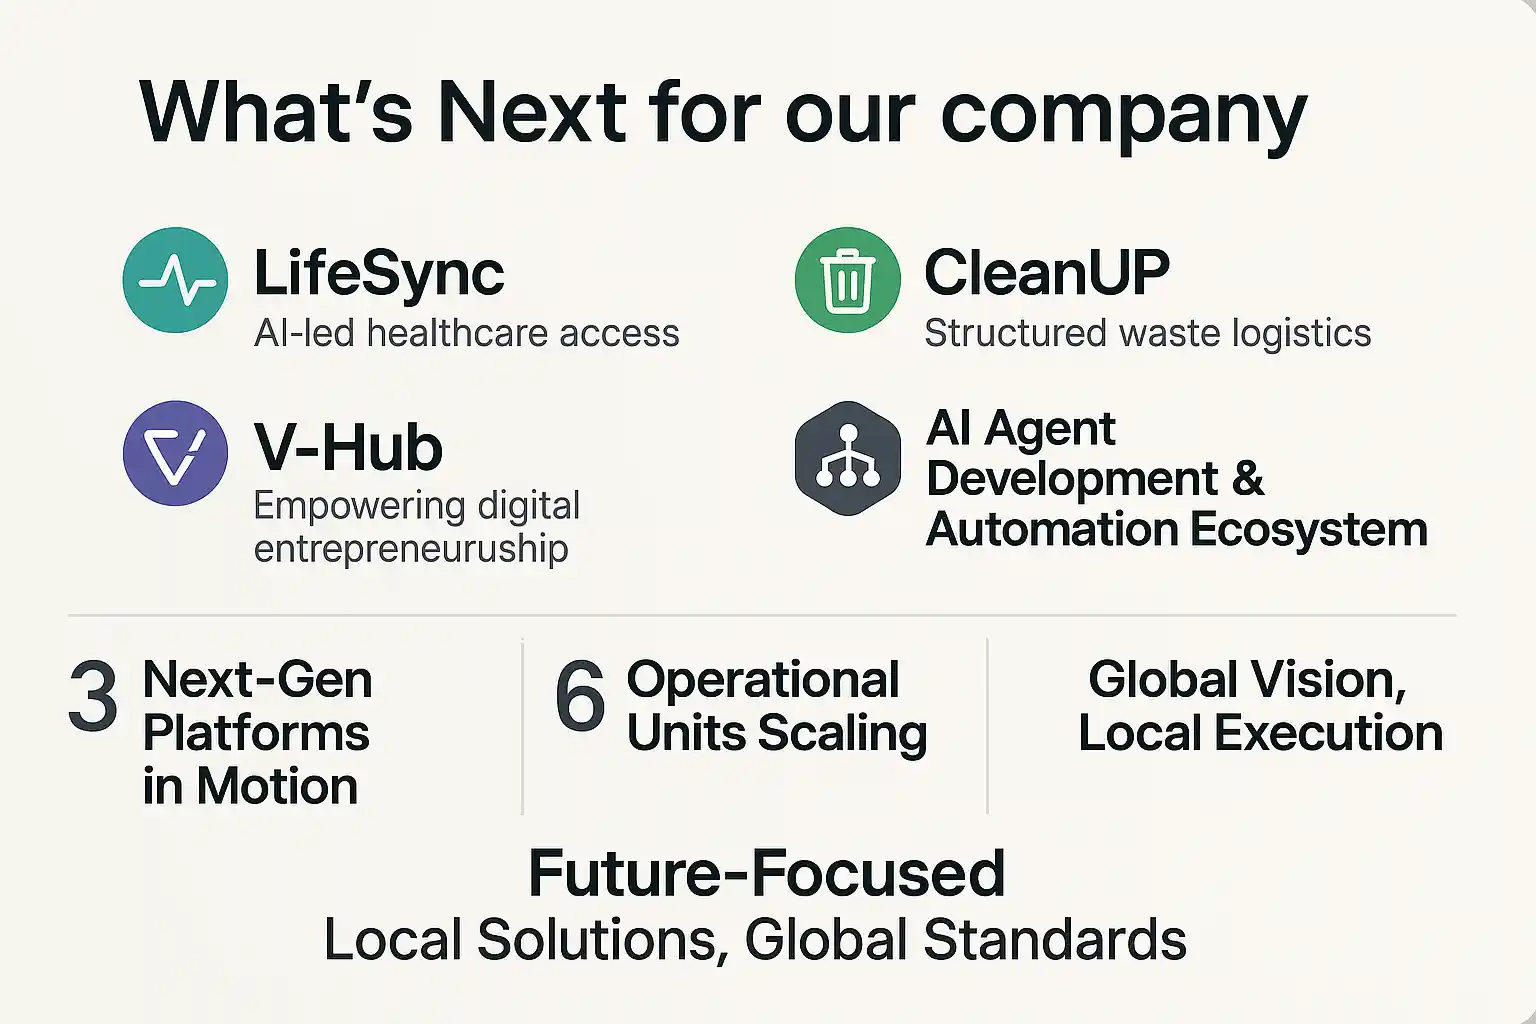 What's Next for our company
LifeSync
AI-led healthcare access
CleanUP
Structured waste logistics
V-Hub
Empowering digital
entrepreneuruship
AI Agent
Development &
Automation Ecosystem
3 Next-Gen
Platforms
in Motion
6 Operational
Units Scaling
Global Vision,
Local Execution
Future-Focused
Local Solutions, Global Standards